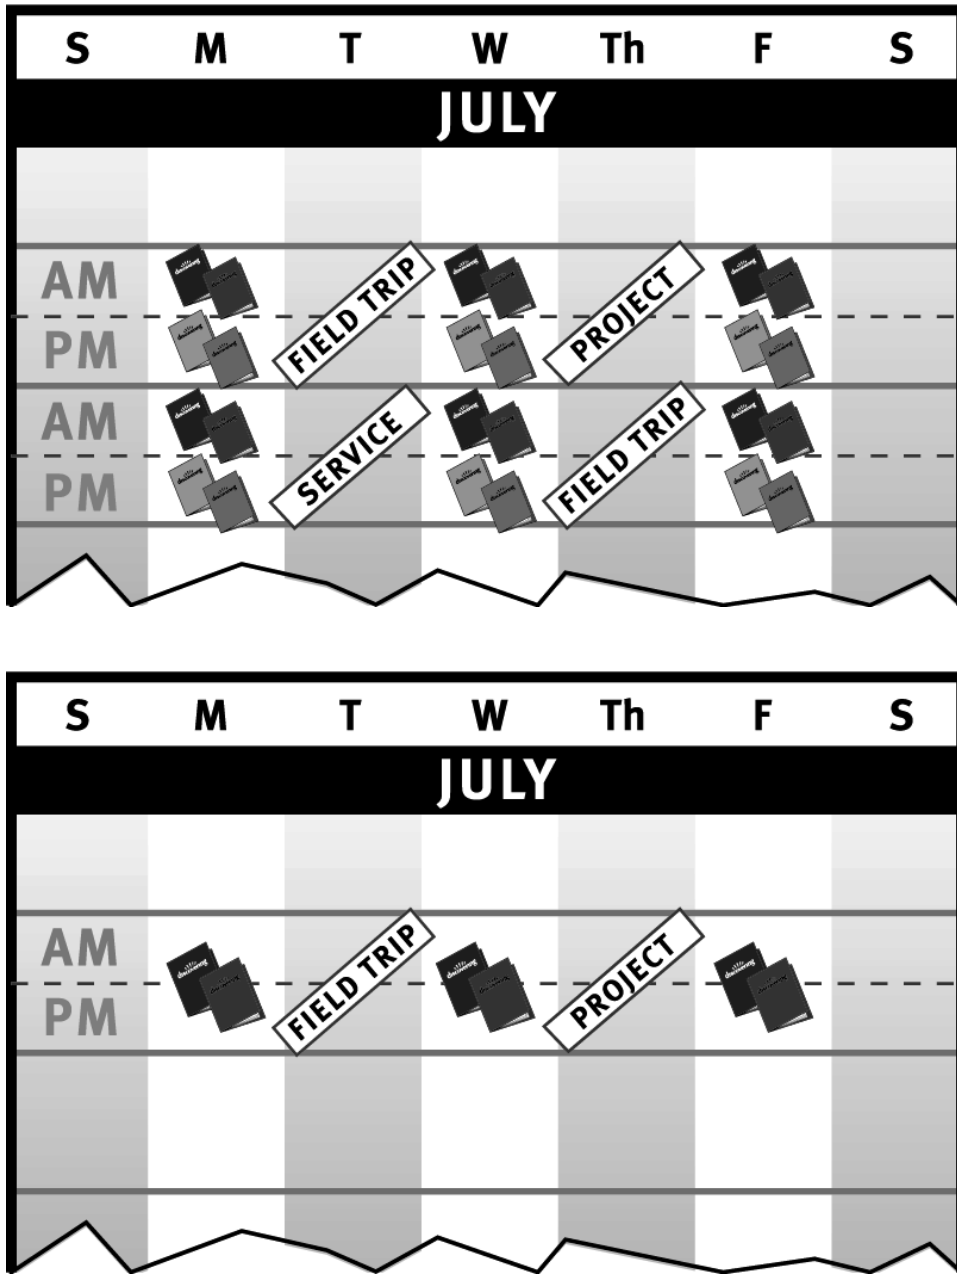 S M T W Th F S
JULY
AM
FIELD TRIP
PROJECT
PM
AM
SERVICE
FIELD TRIP
PM
S M T W Th F S
JULY
AM
FIELD TRIP
PROJECT
PM